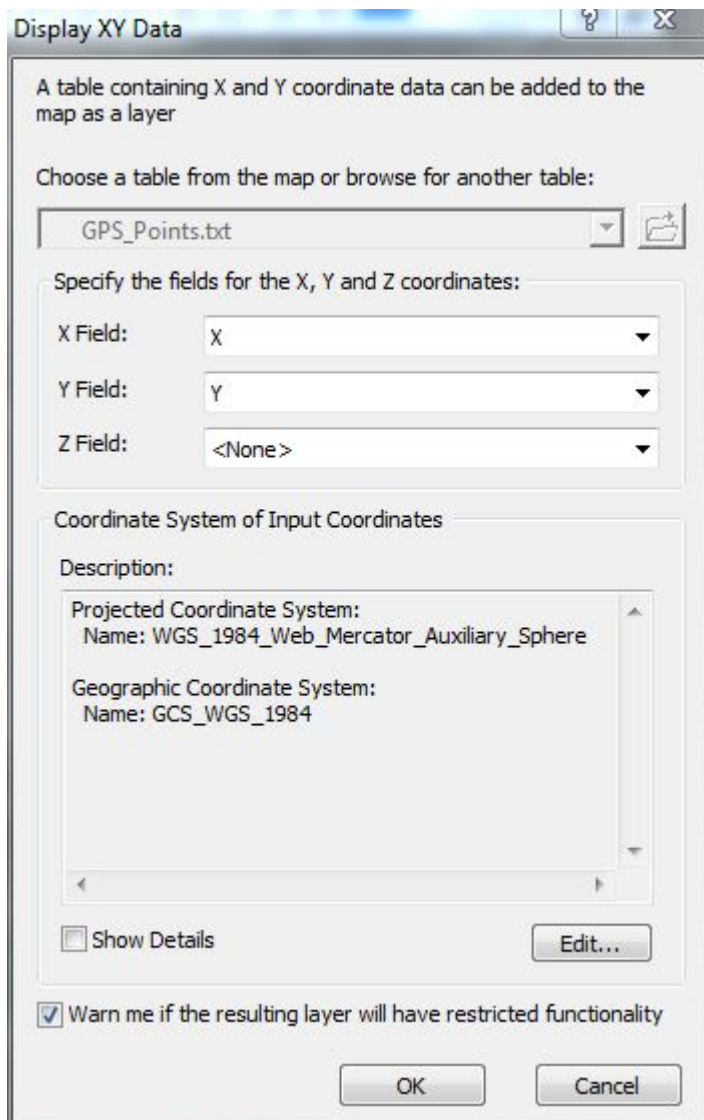 Display XY Data
A table containing X and Y coordinate data can be added to the
map as a layer
Choose a table from the map or browse for another table:
GPS_Points.txt
Specify the fields for the X, Y and Z coordinates:
X Field:
X
Y Field:
Y
Z Field:
<None>
Coordinate System of Input Coordinates
Description:
Projected Coordinate System:
Name: WGS_1984_Web_Mercator_Auxiliary_Sphere
Geographic Coordinate System:
Name: GCS_WGS_1984
Show Details
Edit...
Warn me if the resulting layer will have restricted functionality
OK
Cancel